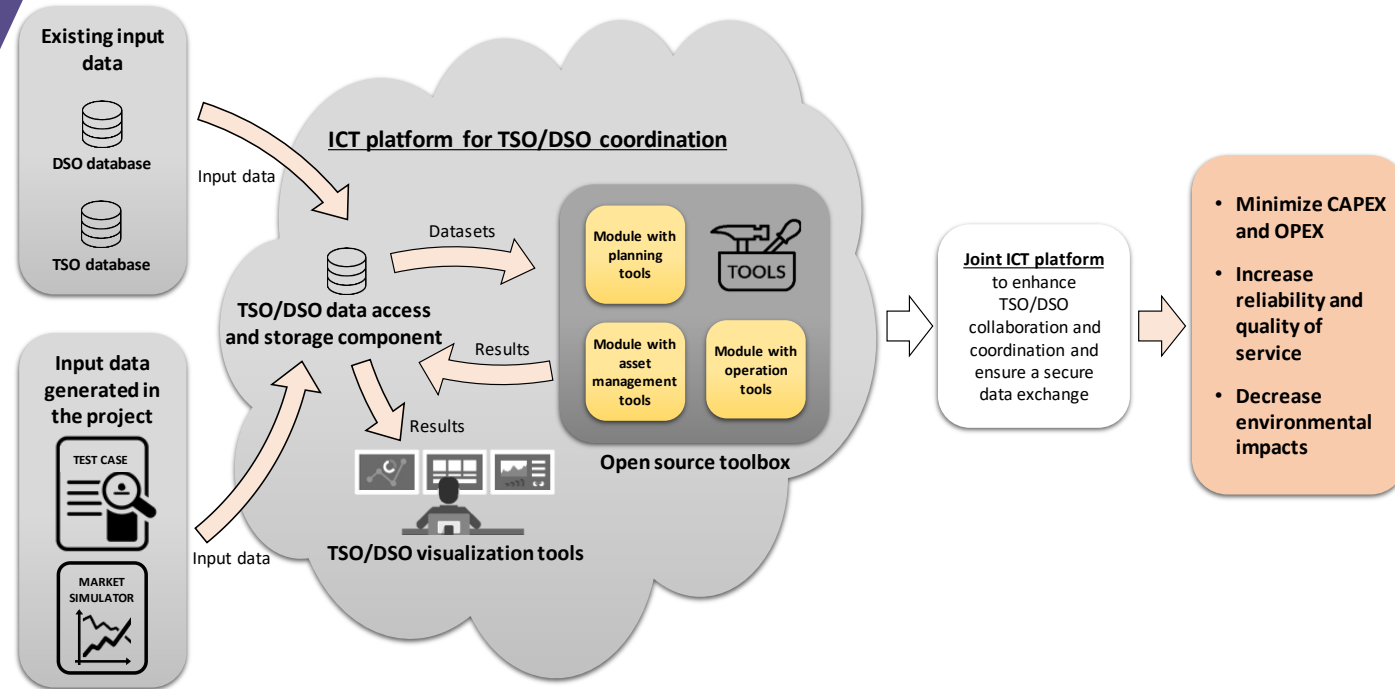 Existing input
data
DSO database
TSO database
Input data
generated in
the project
TEST CASE
MARKET
SIMULATOR
Input data
Input data
ICT platform for TSO/DSO coordination
TSO/DSO data access
and storage component
Datasets
Results
Results
TSO/DSO visualization tools
Module with
planning
tools
TOOLS
Module with
asset
management
tools
Module with
operation
tools
Open source toolbox
Joint ICT platform
to enhance
TSO/DSO
collaboration and
coordination and
ensure a secure
data exchange
• Minimize CAPEX
and OPEX
• Increase
reliability and
quality of
service
• Decrease
environmental
impacts